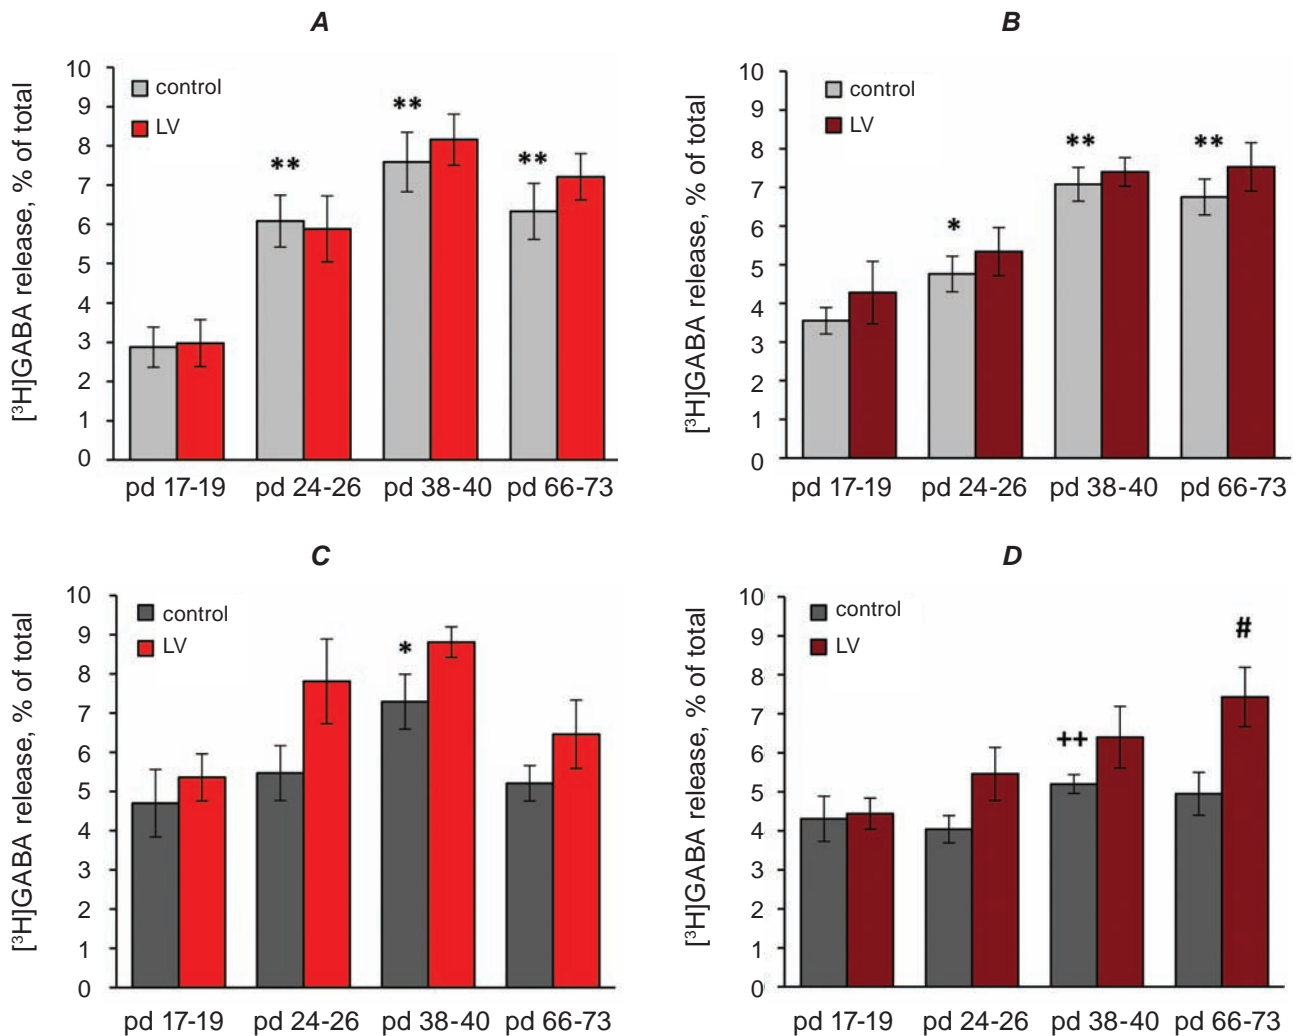 A
[³H]GABA release, % of total
10
9
8
7
6
5
4
3
2
1
0
control
LV
**
**
**
pd 17-19 pd 24-26 pd 38-40 pd 66-73
B
[³H]GABA release, % of total
10
9
8
7
6
5
4
3
2
1
0
control
LV
*
**
**
pd 17-19 pd 24-26 pd 38-40 pd 66-73
C
[³H]GABA release, % of total
10
9
8
7
6
5
4
3
2
1
0
control
LV
*
pd 17-19 pd 24-26 pd 38-40 pd 66-73
D
[³H]GABA release, % of total
10
9
8
7
6
5
4
3
2
1
0
control
LV
++
#
pd 17-19 pd 24-26 pd 38-40 pd 66-73